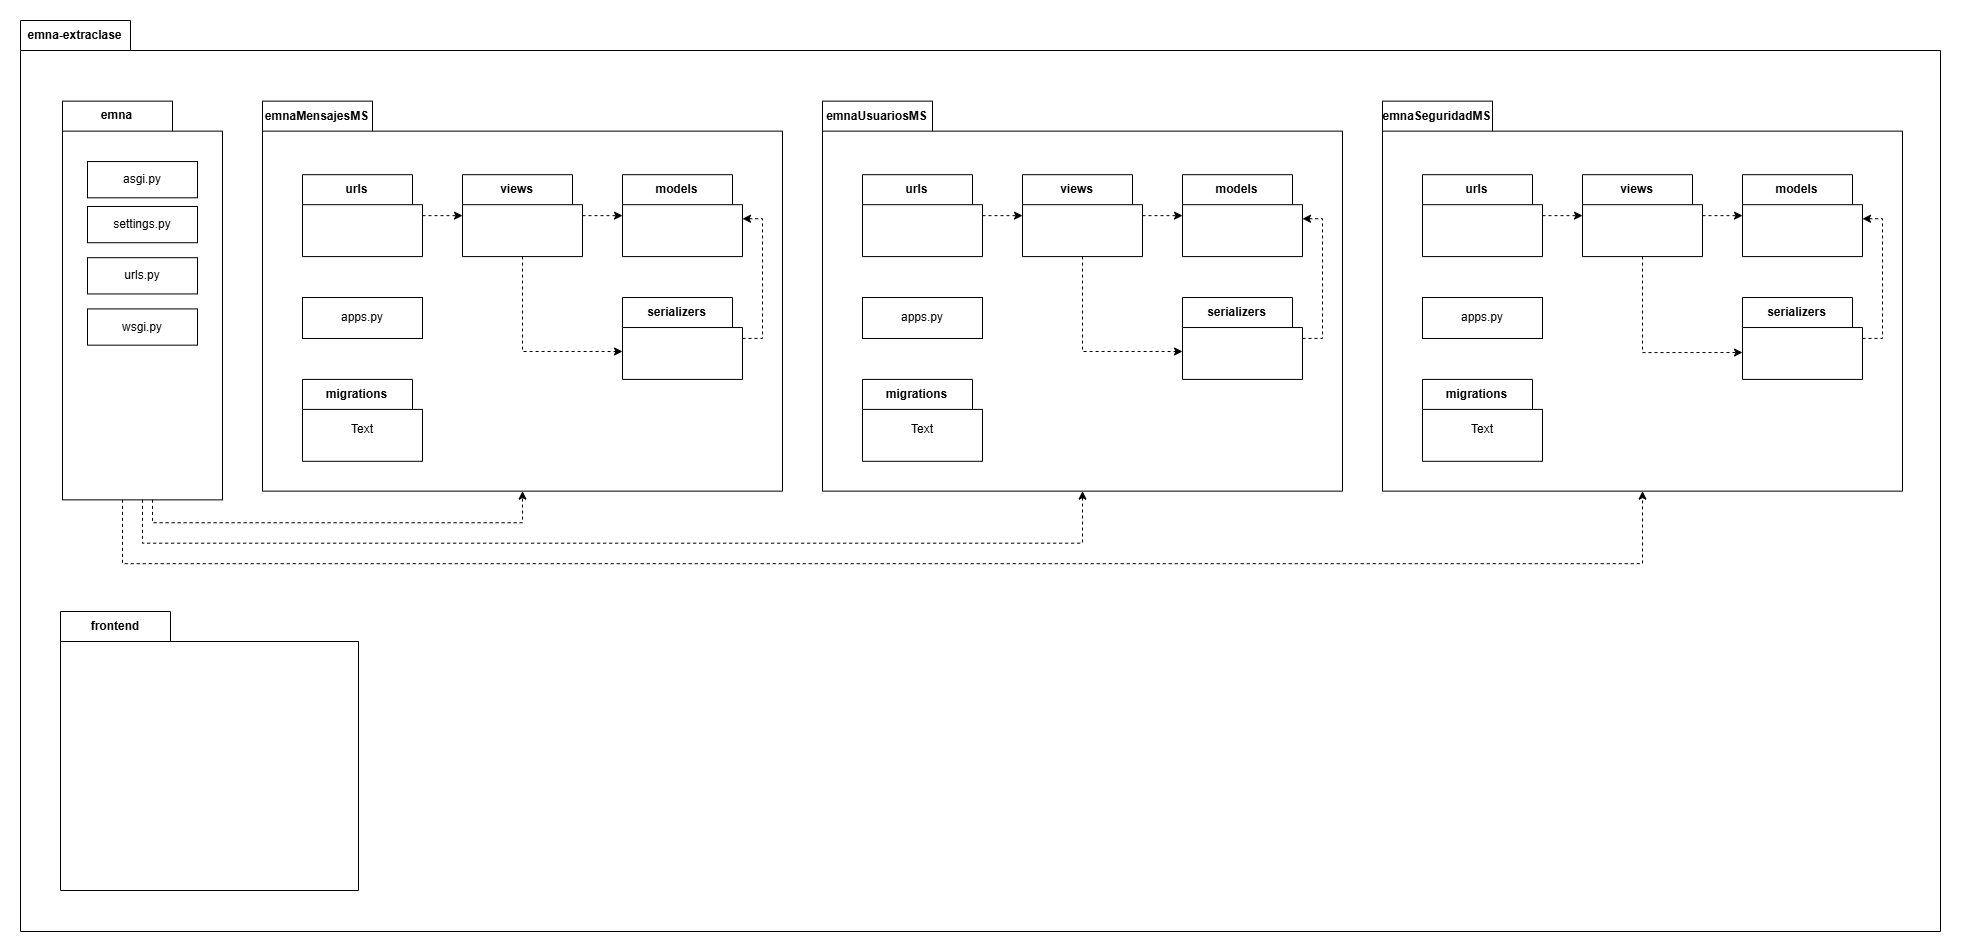 emna-extraclase
emna
asgi.py
settings.py
urls.py
wsgi.py
emnaMensajesMS
urls
views
models
apps.py
serializers
migrations
Text
emnaUsuariosMS
urls
views
models
apps.py
serializers
migrations
Text
emnaSeguridadMS
urls
views
models
apps.py
serializers
migrations
Text
frontend